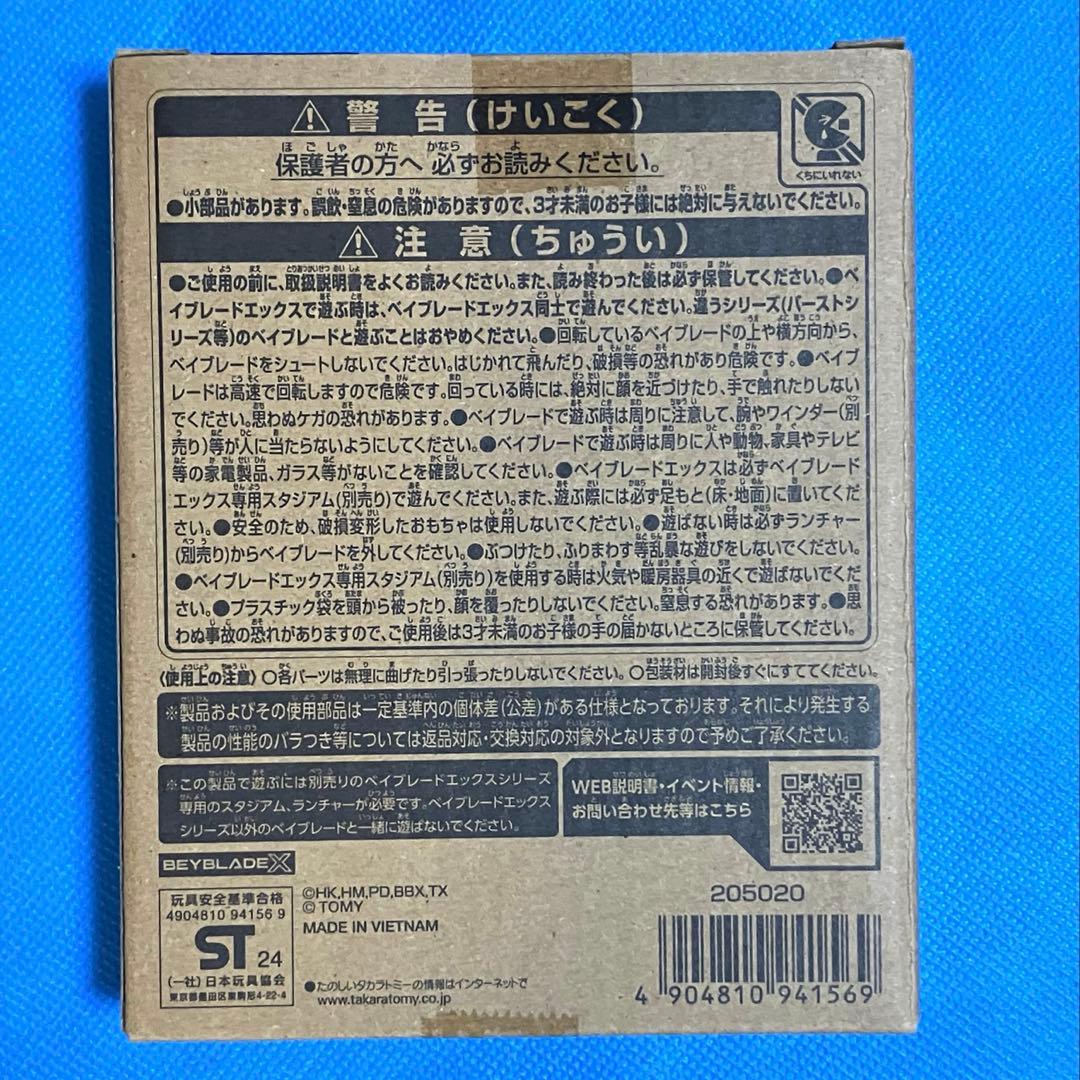 ⚠ 警告(けいこく)
保護者の方へ 必ずお読みください。
くちにいれない
●小部品があります。誤飲・窒息の危険がありますので、3才未満のお子様には絶対に与えないでください。
⚠ 注意(ちゅうい)
●ご使用の前に、取扱説明書をよくお読みください。また、読み終わった後は必ず保管してください。●ベ
イブレードエックスで遊ぶ時は、ベイブレードエックス同士で遊んでください。違うシリーズ(バーストシ
リーズ等)のベイブレードと遊ぶことはおやめください。●回転しているベイブレードの上や横方向から、
ベイブレードをシュートしないでください。はじかれて飛んだり、破損等の恐れがあり危険です。●ベイブ
レードは高速で回転しますので危険です。回っている時には、絶対に顔を近づけたり、手で触れたりしない
でください。思わぬケガの恐れがあります。●ベイブレードで遊ぶ時は周りに注意して、腕やワインダー(別
売り)等が人に当たらないようにしてください。●ベイブレードで遊ぶ時は周りに人や動物、家具やテレビ
等の家電製品、ガラス等がないことを確認してください。●ベイブレードエックスは必ずベイブレード
エックス専用スタジアム(別売り)で遊んでください。また、遊ぶ際には必ず足もと(床・地面)に置いてくだ
さい。●安全のため、破損変形したおもちゃは使用しないでください。●遊ばない時は必ずランチャー
(別売り)からベイブレードを外してください。●ぶつけたり、ふりまわす等乱暴な遊びをしないでください。
●ベイブレードエックス専用スタジアム(別売り)を使用する時は火気や暖房器具の近くで遊ばないでくだ
さい。●プラスチック袋を頭から被ったり、顔を覆ったりしないでください。窒息する恐れがあります。●思
わぬ事故の恐れがありますので、ご使用後は3才未満のお子様の手の届かないところに保管してください。
〈使用上の注意〉○各パーツは無理に曲げたり引っ張ったりしないでください。○包装材は開封後すぐにすててください。
※製品およびその使用部品は一定基準内の個体差(公差)がある仕様となっております。それにより発生する
製品の性能のバラつき等については返品対応・交換対応の対象外となりますので予めご了承ください。
※この製品で遊ぶには別売りのベイブレードエックスシリーズ
専用のスタジアム、ランチャーが必要です。ベイブレードエックス
シリーズ以外のベイブレードと一緒に遊ばないでください。
WEB説明書・イベント情報・
お問い合わせ先等はこちら
BEYBLADE X
玩具安全基準合格
4904810 94156 9
ST 24
(一社)日本玩具協会
東京都墨田区東駒形4-22-4
©HK,HM,PD,BBX,TX
© TOMY
MADE IN VIETNAM
●たのしいタカラトミーの情報はインターネットで
www.takaratomy.co.jp
205020
4 904810 941569